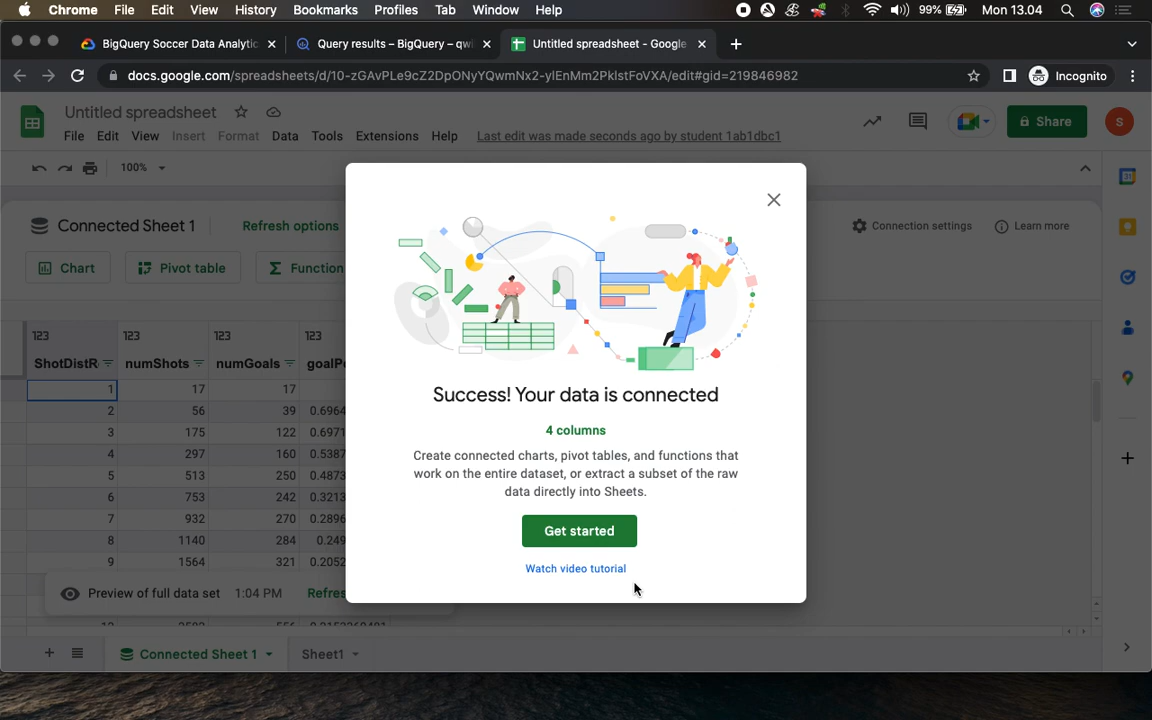 Chrome File Edit View History Bookmarks Profiles Tab Window Help 99% Mon 13.04
BigQuery Soccer Data Analytic Query results – BigQuery – qwi Untitled spreadsheet - Google
docs.google.com/spreadsheets/d/10-zGAvPLe9cZ2DpONyYQwmNx2-ylEnMm2PklstFoVXA/edit#gid=219846982 Incognito
Untitled spreadsheet
File Edit View Insert Format Data Tools Extensions Help Last edit was made seconds ago by student 1ab1dbc1 Share S
100%
Connected Sheet 1 Refresh options Connection settings Learn more
Chart Pivot table Function
123 123 123 123
ShotDistR numShots numGoals goalPe
1 17 17
2 56 39 0.6964
3 175 122 0.6971
4 297 160 0.5387
5 513 250 0.4873
6 753 242 0.3213
7 932 270 0.2896
8 1140 284 0.249
9 1564 321 0.2052
Preview of full data set 1:04 PM Refres
Connected Sheet 1 Sheet1
Success! Your data is connected
4 columns
Create connected charts, pivot tables, and functions that
work on the entire dataset, or extract a subset of the raw
data directly into Sheets.
Get started
Watch video tutorial